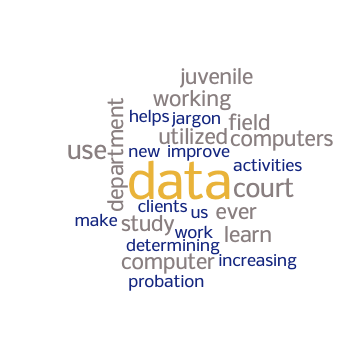 juvenile
working
helps jargon field
department
utilized computers
use new improve
activities
data court
clients us ever
make study work learn
determining
computer increasing
probation